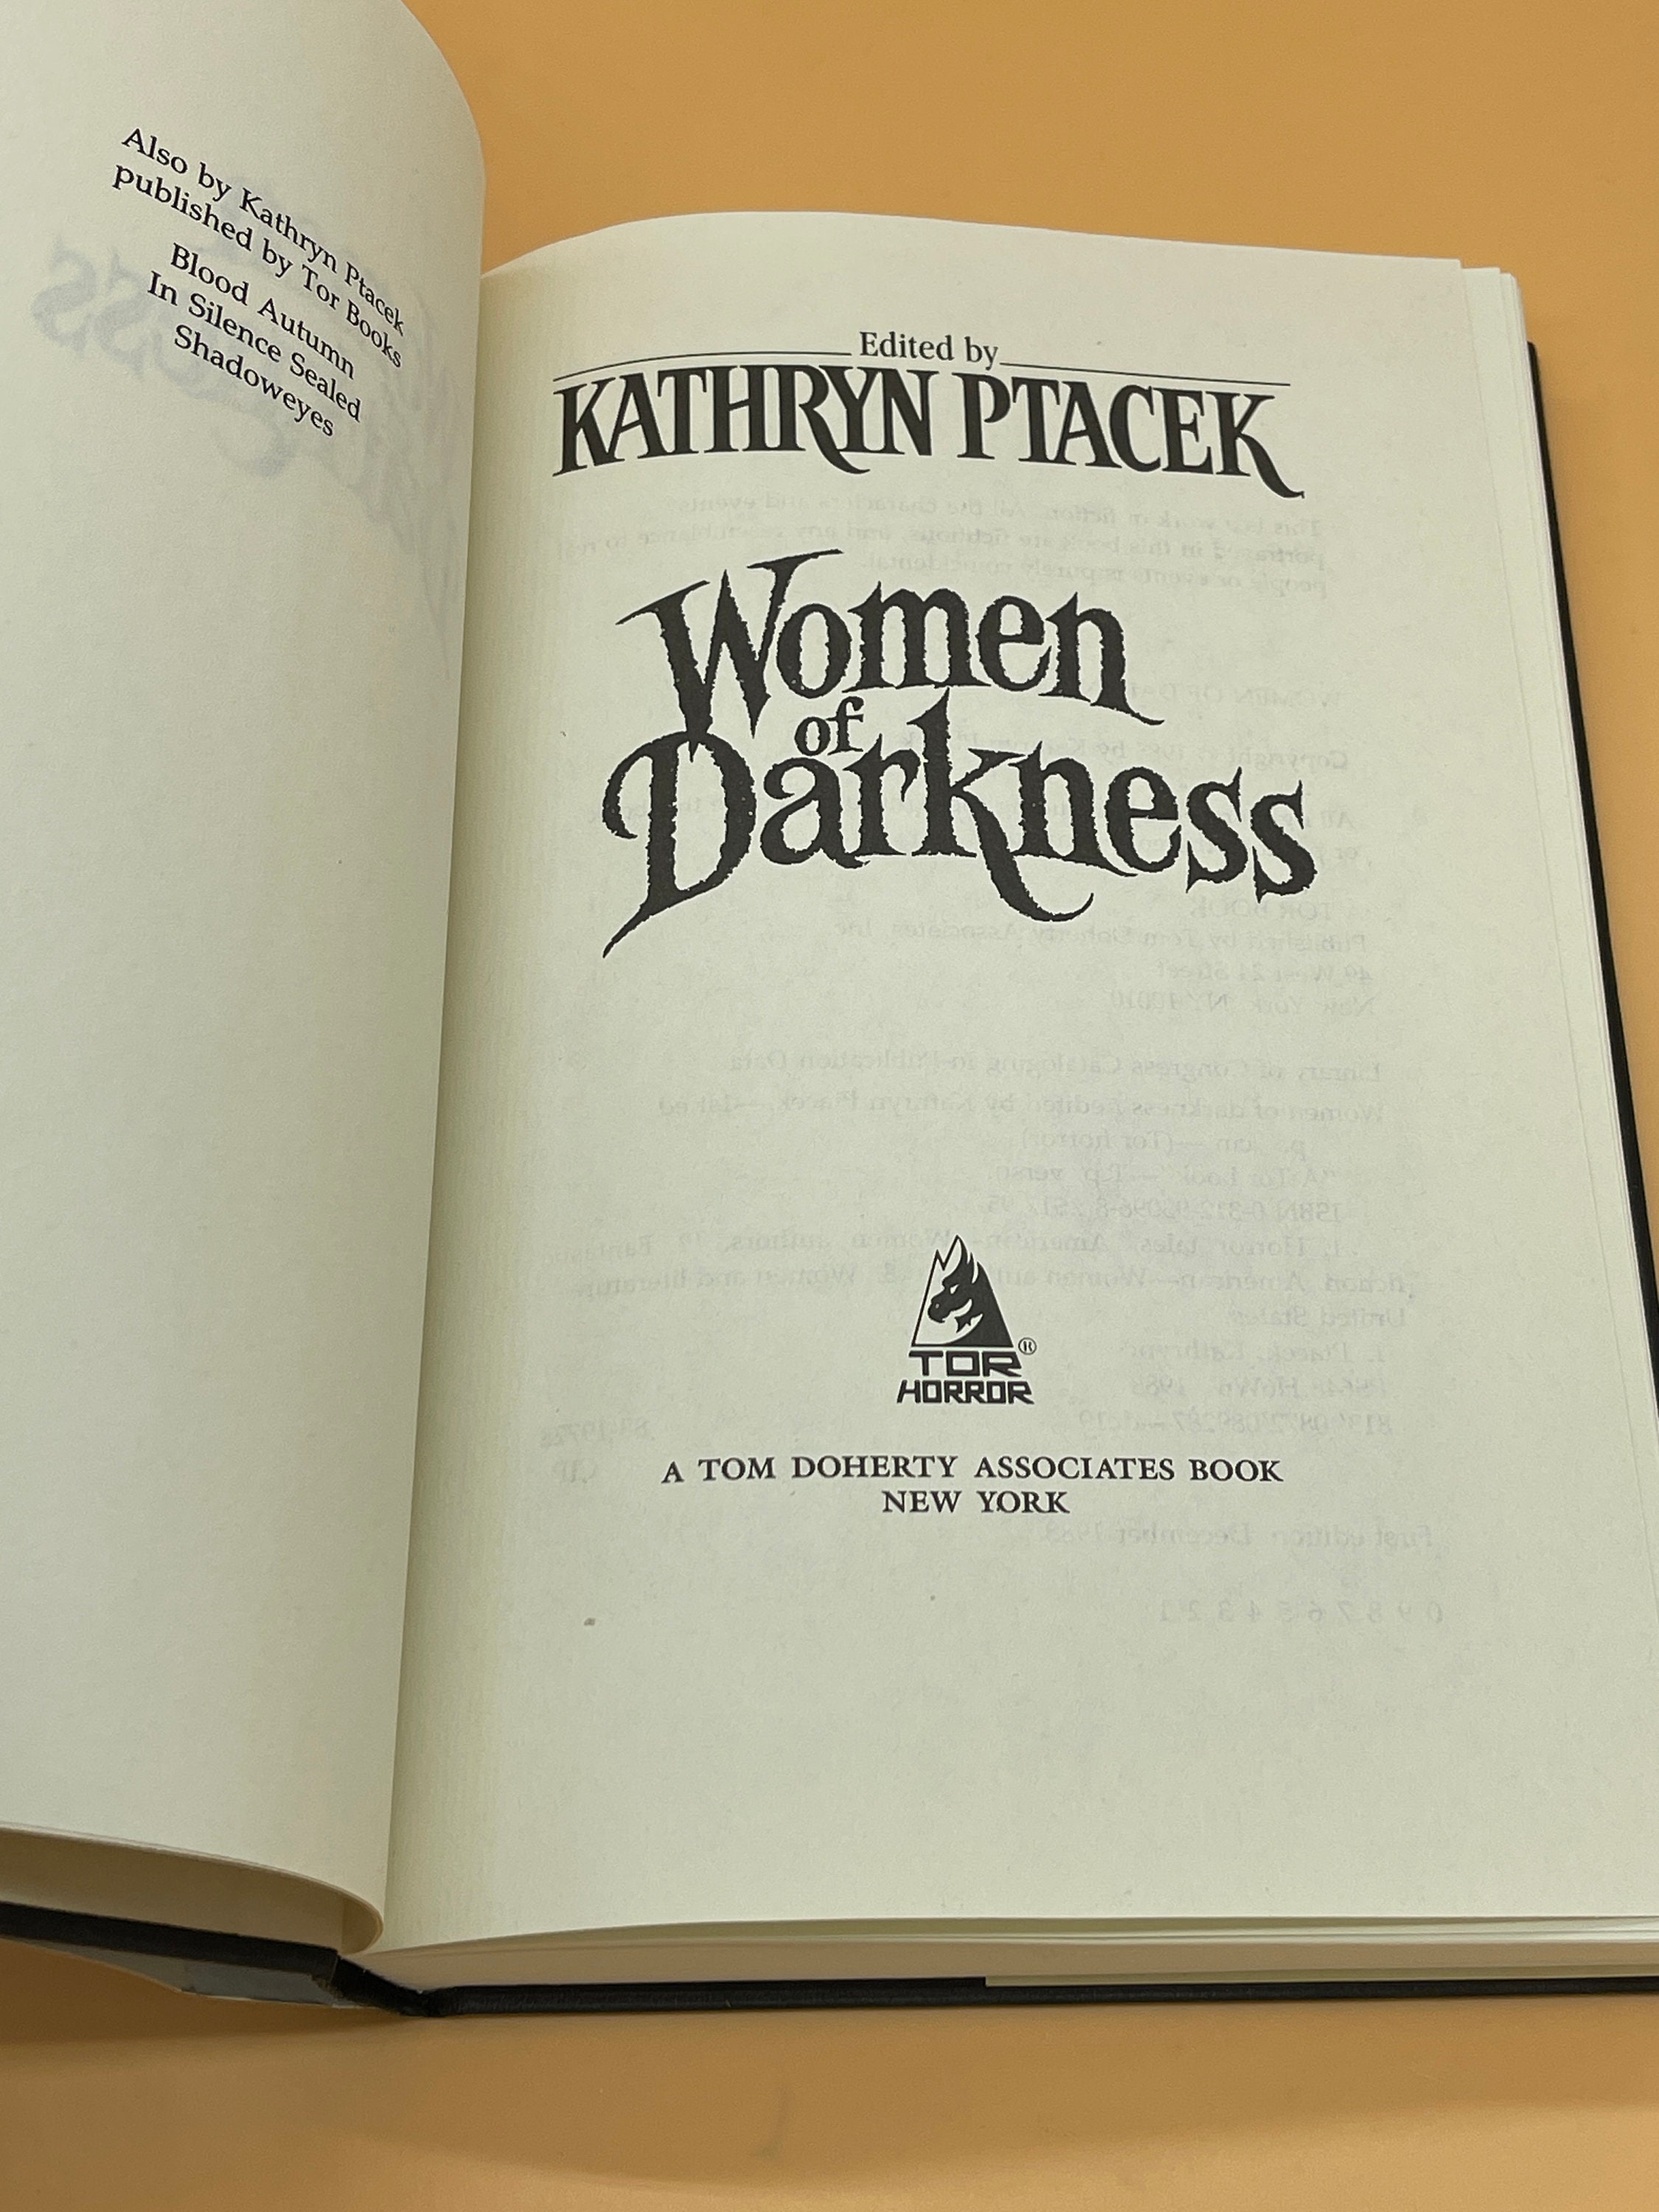 Also by Kathryn Ptacek
published by Tor Books
Blood Autumn
In Silence Sealed
Shadoweyes
Edited by
KATHRYN PTACEK
Women
of
Darkness
TOR®
HORROR
A TOM DOHERTY ASSOCIATES BOOK
NEW YORK